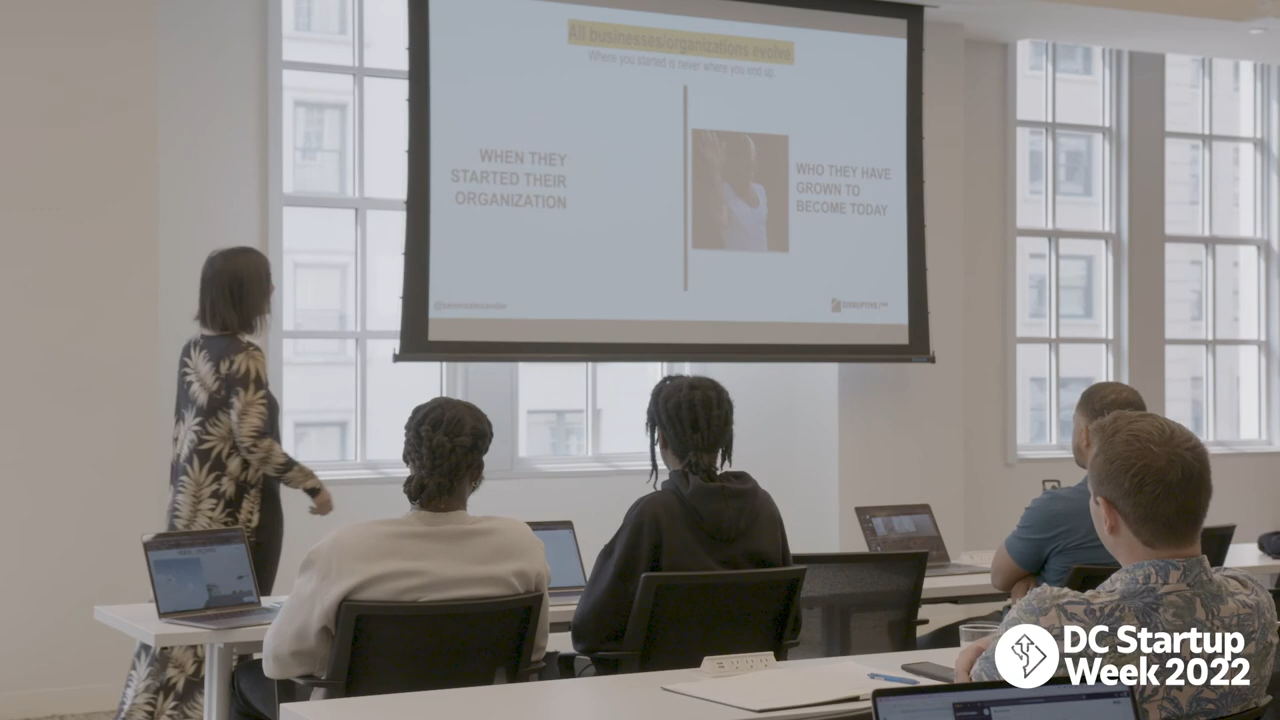 All businesses/organizations evolve.
Where you started is never where you end up.
WHEN THEY
STARTED THEIR
ORGANIZATION
WHO THEY HAVE
GROWN TO
BECOME TODAY
DC Startup
Week 2022